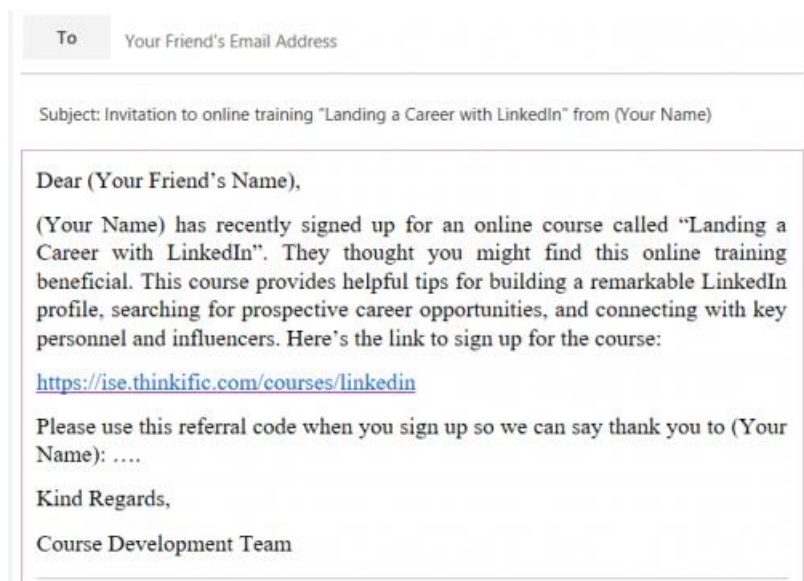 To Your Friend's Email Address
Subject: Invitation to online training "Landing a Career with LinkedIn" from (Your Name)
Dear (Your Friend’s Name),
(Your Name) has recently signed up for an online course called “Landing a
Career with LinkedIn”. They thought you might find this online training
beneficial. This course provides helpful tips for building a remarkable LinkedIn
profile, searching for prospective career opportunities, and connecting with key
personnel and influencers. Here’s the link to sign up for the course:
https://ise.thinkific.com/courses/linkedin
Please use this referral code when you sign up so we can say thank you to (Your
Name): ….
Kind Regards,
Course Development Team